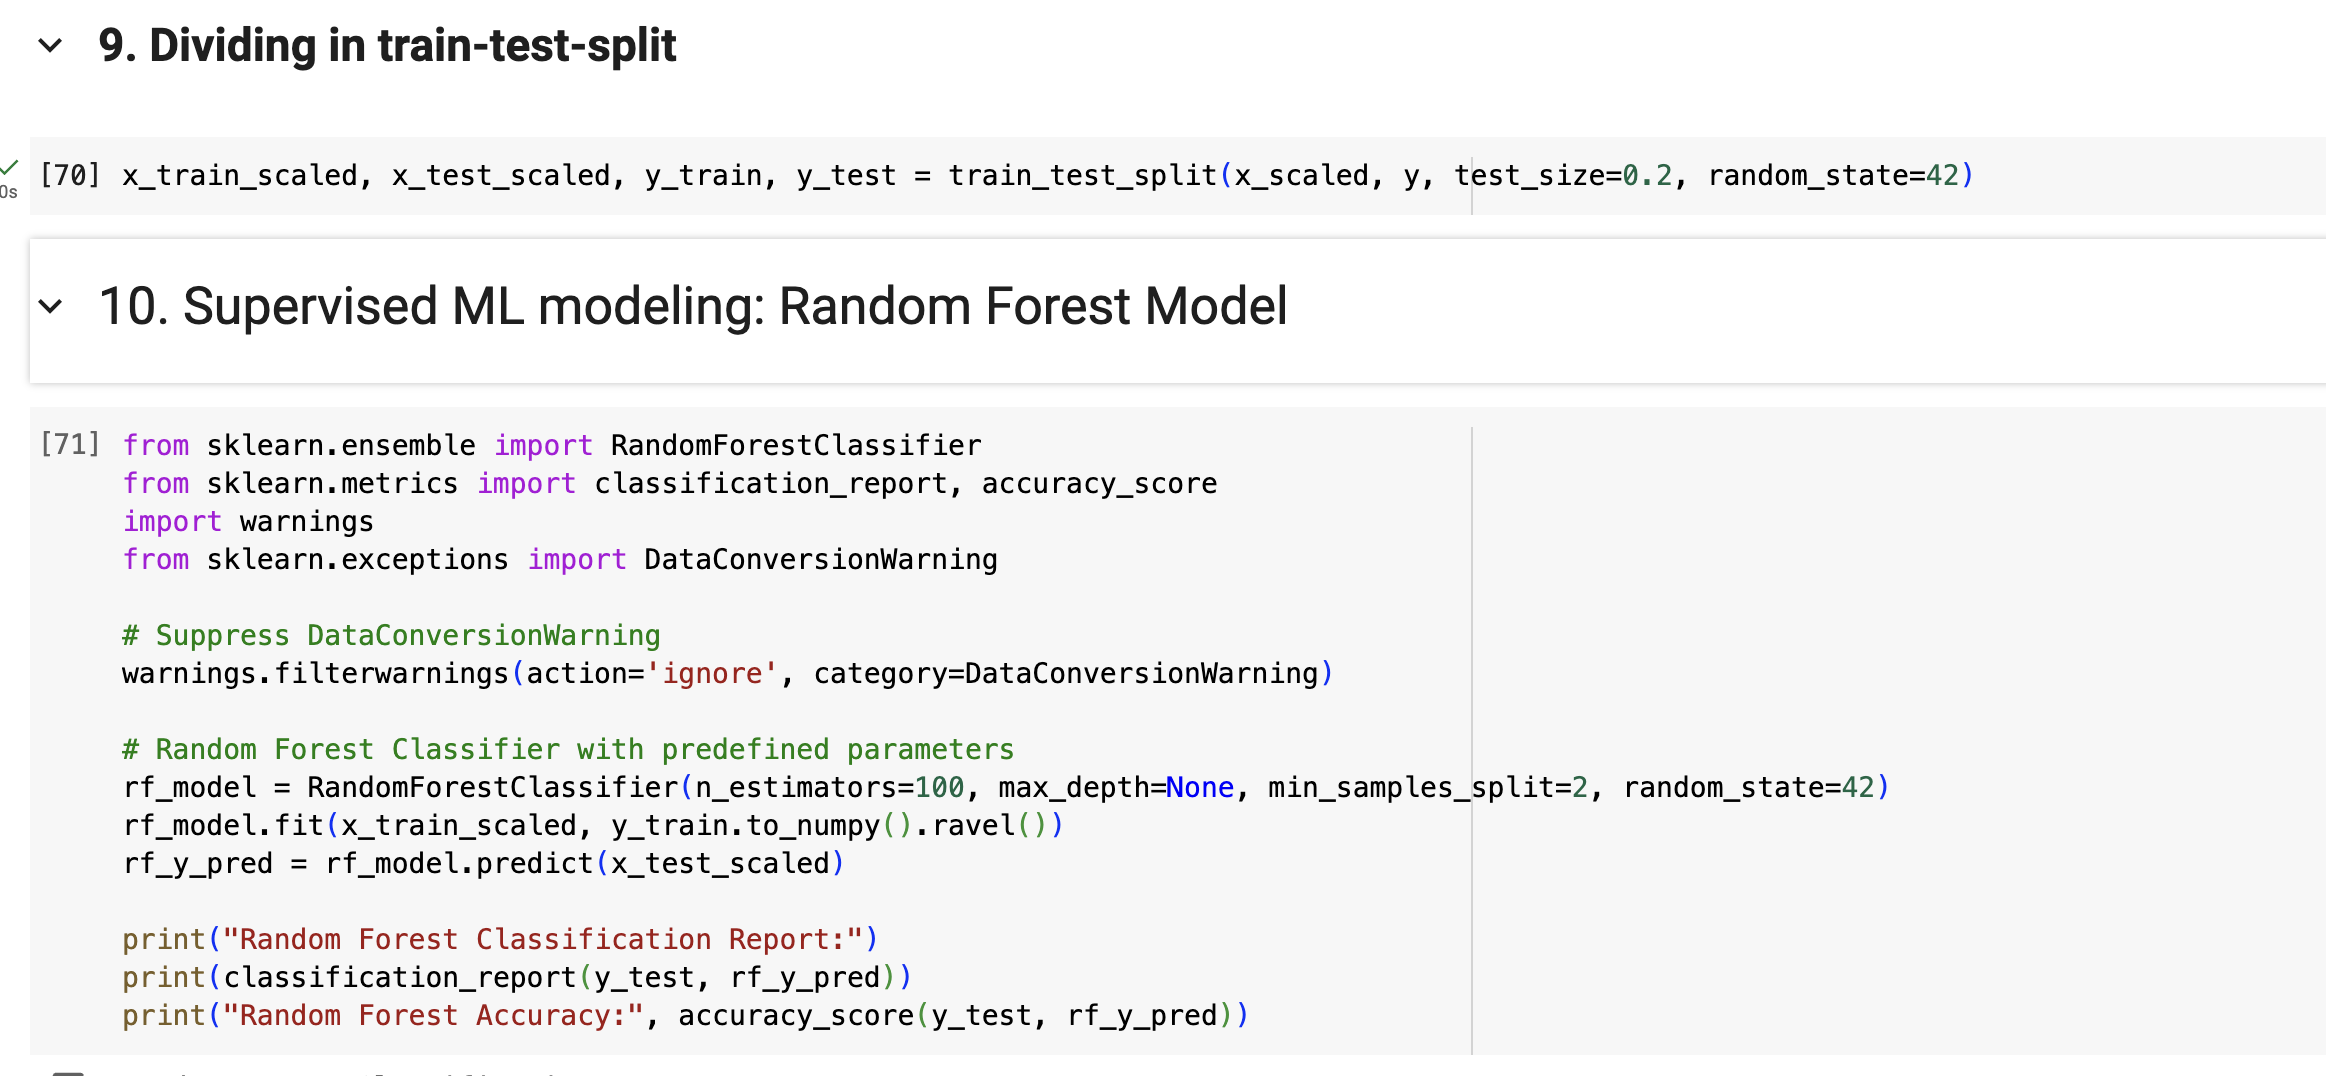 9. Dividing in train-test-split
0s
[70] x_train_scaled, x_test_scaled, y_train, y_test = train_test_split(x_scaled, y, test_size=0.2, random_state=42)
10. Supervised ML modeling: Random Forest Model
[71] from sklearn.ensemble import RandomForestClassifier
from sklearn.metrics import classification_report, accuracy_score
import warnings
from sklearn.exceptions import DataConversionWarning
# Suppress DataConversionWarning
warnings.filterwarnings(action='ignore', category=DataConversionWarning)
# Random Forest Classifier with predefined parameters
rf_model = RandomForestClassifier(n_estimators=100, max_depth=None, min_samples_split=2, random_state=42)
rf_model.fit(x_train_scaled, y_train.to_numpy().ravel())
rf_y_pred = rf_model.predict(x_test_scaled)
print("Random Forest Classification Report:")
print(classification_report(y_test, rf_y_pred))
print("Random Forest Accuracy:", accuracy_score(y_test, rf_y_pred))